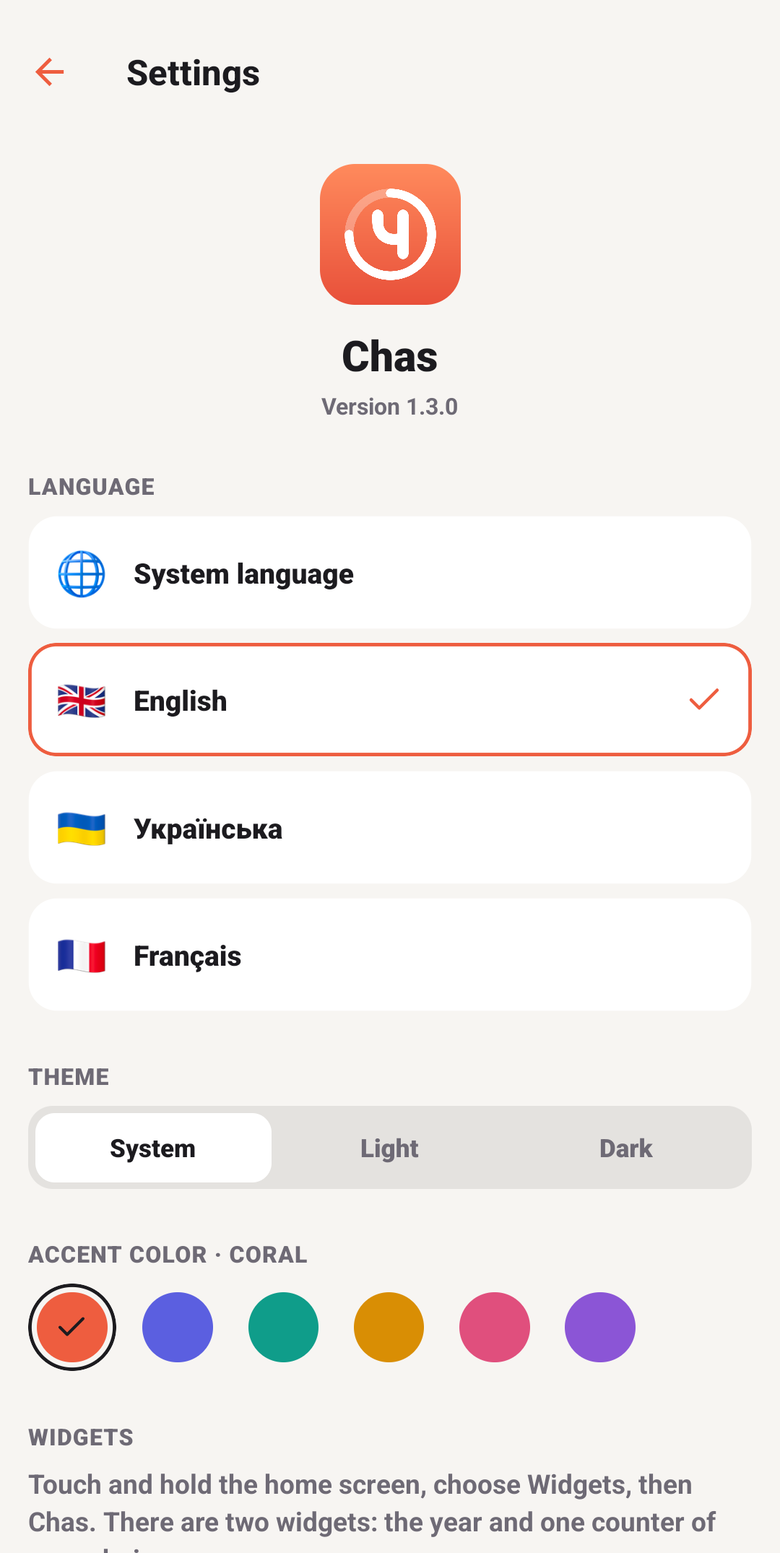 Settings
Ч
Chas
Version 1.3.0
LANGUAGE
System language
English
Українська
Français
THEME
System Light Dark
ACCENT COLOR · CORAL
WIDGETS
Touch and hold the home screen, choose Widgets, then
Chas. There are two widgets: the year and one counter of